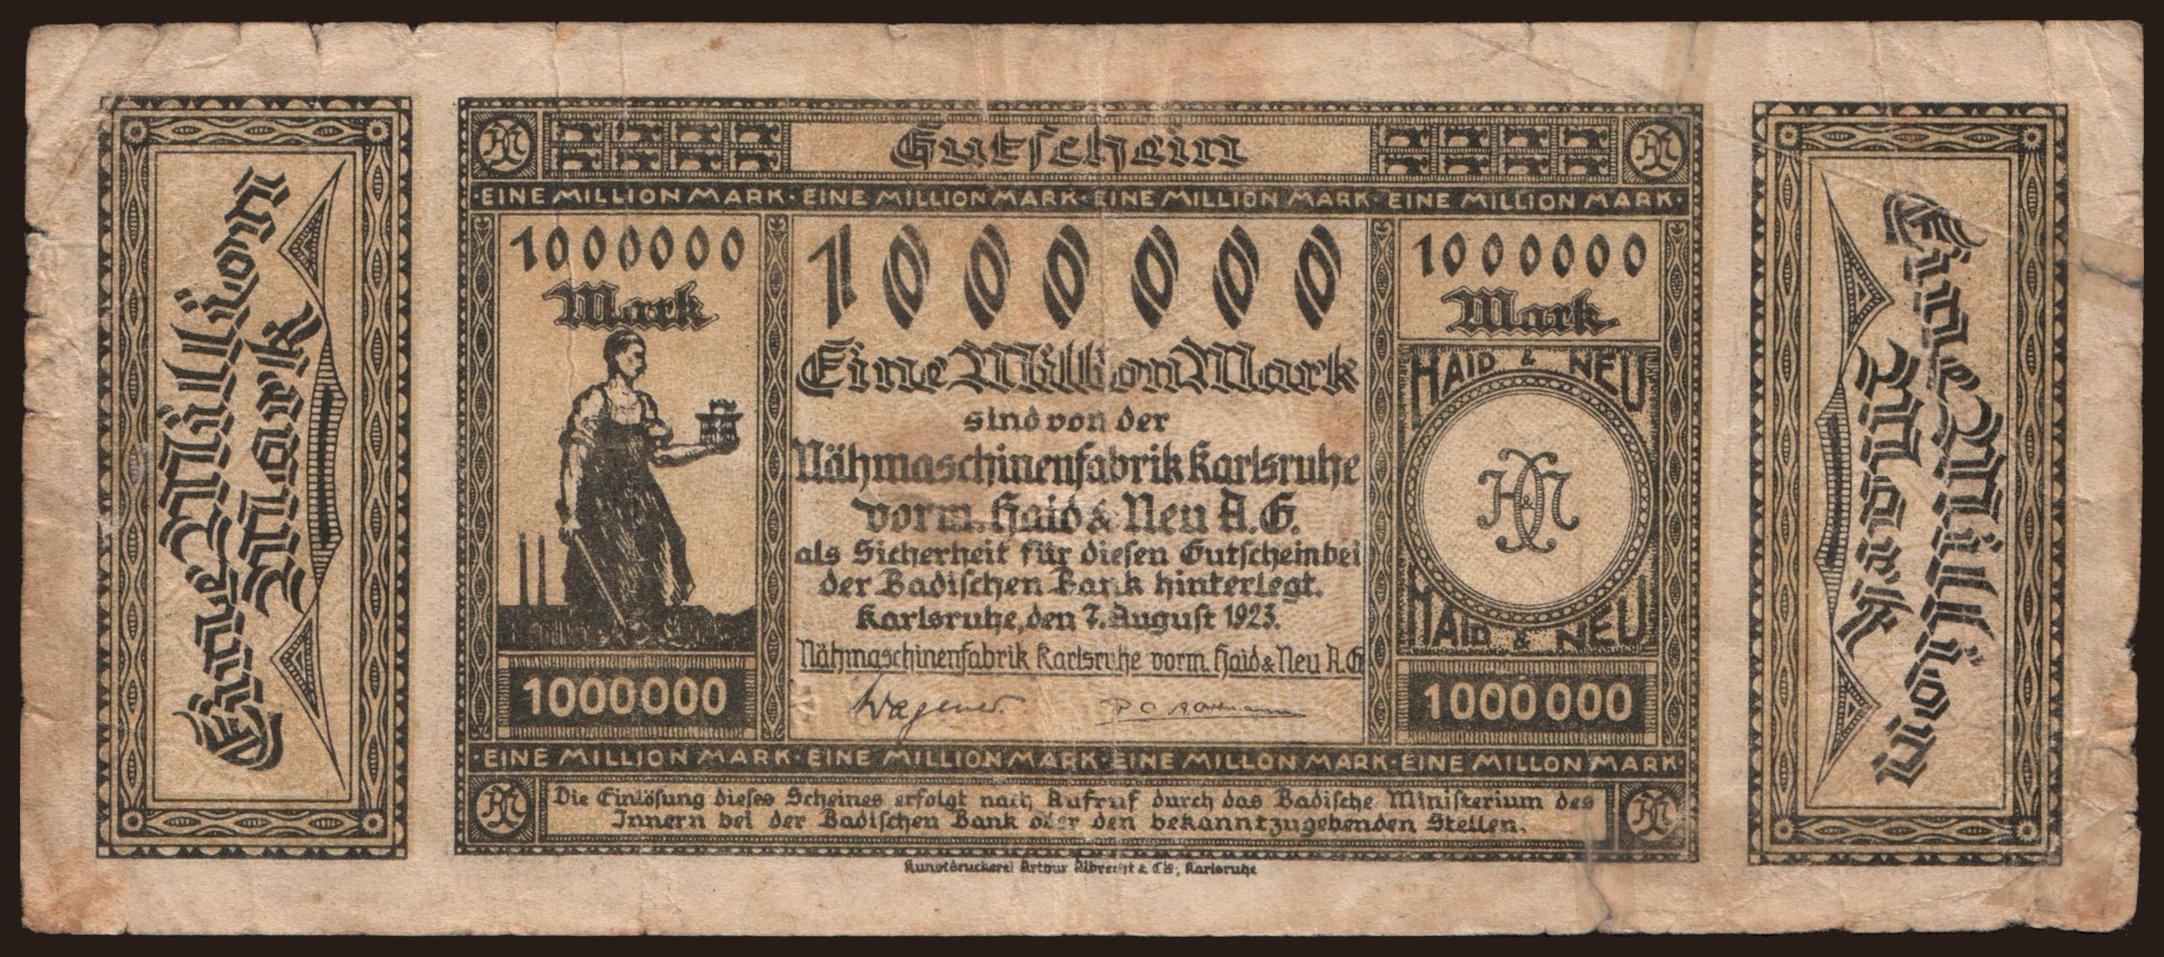 Eine Million
Mark
Gutschein
·EINE MILLION MARK·EINE MILLION MARK·EINE MILLION MARK·EINE MILLION MARK·
1000000
Mark
1000000
1000000
Eine Million Mark
sind von der
Nähmaschinenfabrik Karlsruhe
vorm. Haid & Neu A.G.
als Sicherheit für diesen Gutschein bei
der Badischen Bank hinterlegt.
Karlsruhe, den 7. August 1923.
Nähmaschinenfabrik Karlsruhe vorm. Haid & Neu A.G.
Wagener.
1000000
Mark
HAID & NEU
H&N
HAID & NEU
1000000
·EINE MILLION MARK·EINE MILLION MARK·EINE MILLON MARK·EINE MILLON MARK·
Die Einlösung dieses Scheines erfolgt nach Aufruf durch das Badische Ministerium des
Innern bei der Badischen Bank oder den bekanntzugebenden Stellen.
Kunstdruckerei Artur Albrecht & Cie, Karlsruhe
Eine Million
Mark